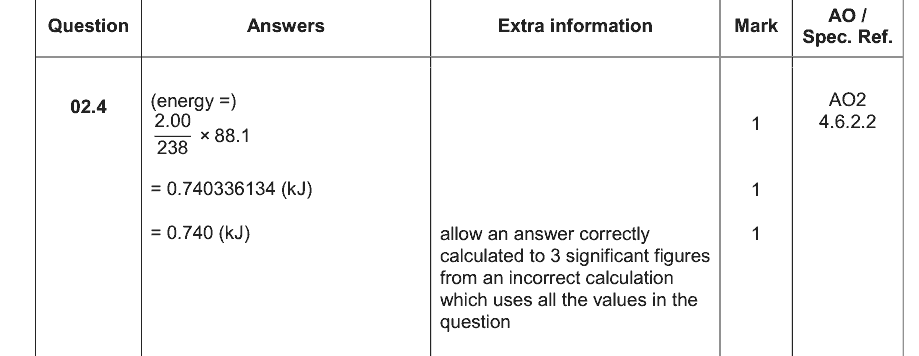 Question Answers Extra information Mark AO /
Spec. Ref.
02.4 (energy =) AO2
2.00
238 × 88.1 1 4.6.2.2
= 0.740336134 (kJ) 1
= 0.740 (kJ) allow an answer correctly 1
calculated to 3 significant figures
from an incorrect calculation
which uses all the values in the
question